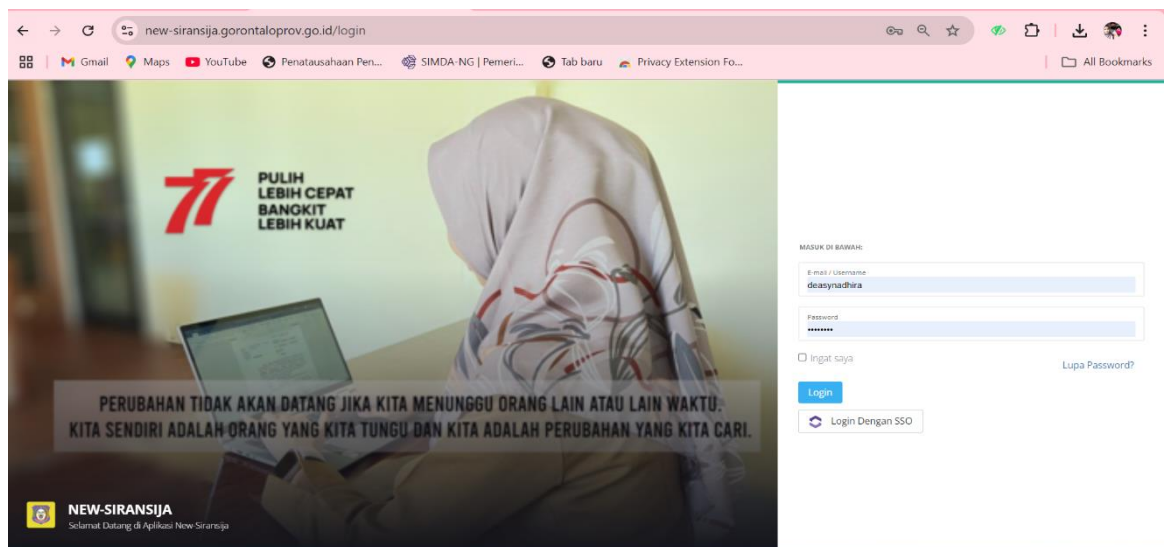 new-siransija.gorontaloprov.go.id/login
Gmail Maps YouTube Penatausahaan Pen... SIMDA-NG | Pemeri... Tab baru Privacy Extension Fo... All Bookmarks
77 PULIH
LEBIH CEPAT
BANGKIT
LEBIH KUAT
PERUBAHAN TIDAK AKAN DATANG JIKA KITA MENUNGGU ORANG LAIN ATAU LAIN WAKTU.
KITA SENDIRI ADALAH ORANG YANG KITA TUNGU DAN KITA ADALAH PERUBAHAN YANG KITA CARI.
NEW-SIRANSIJA
Selamat Datang di Aplikasi New-Siransija
MASUK DI BAWAH:
E-mail / Username
deasynadhira
Password
••••••••
Ingat saya
Lupa Password?
Login
Login Dengan SSO